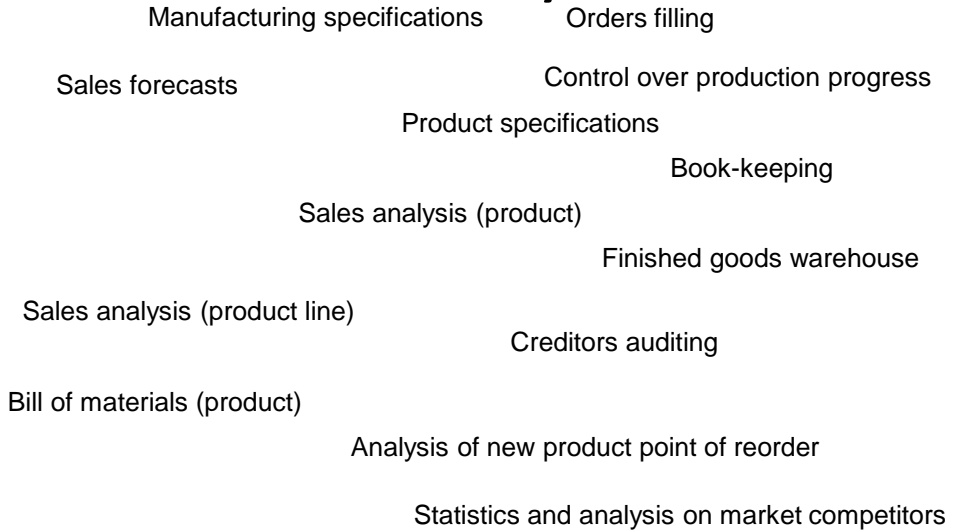 Manufacturing specifications
Orders filling
Sales forecasts
Control over production progress
Product specifications
Book-keeping
Sales analysis (product)
Finished goods warehouse
Sales analysis (product line)
Creditors auditing
Bill of materials (product)
Analysis of new product point of reorder
Statistics and analysis on market competitors